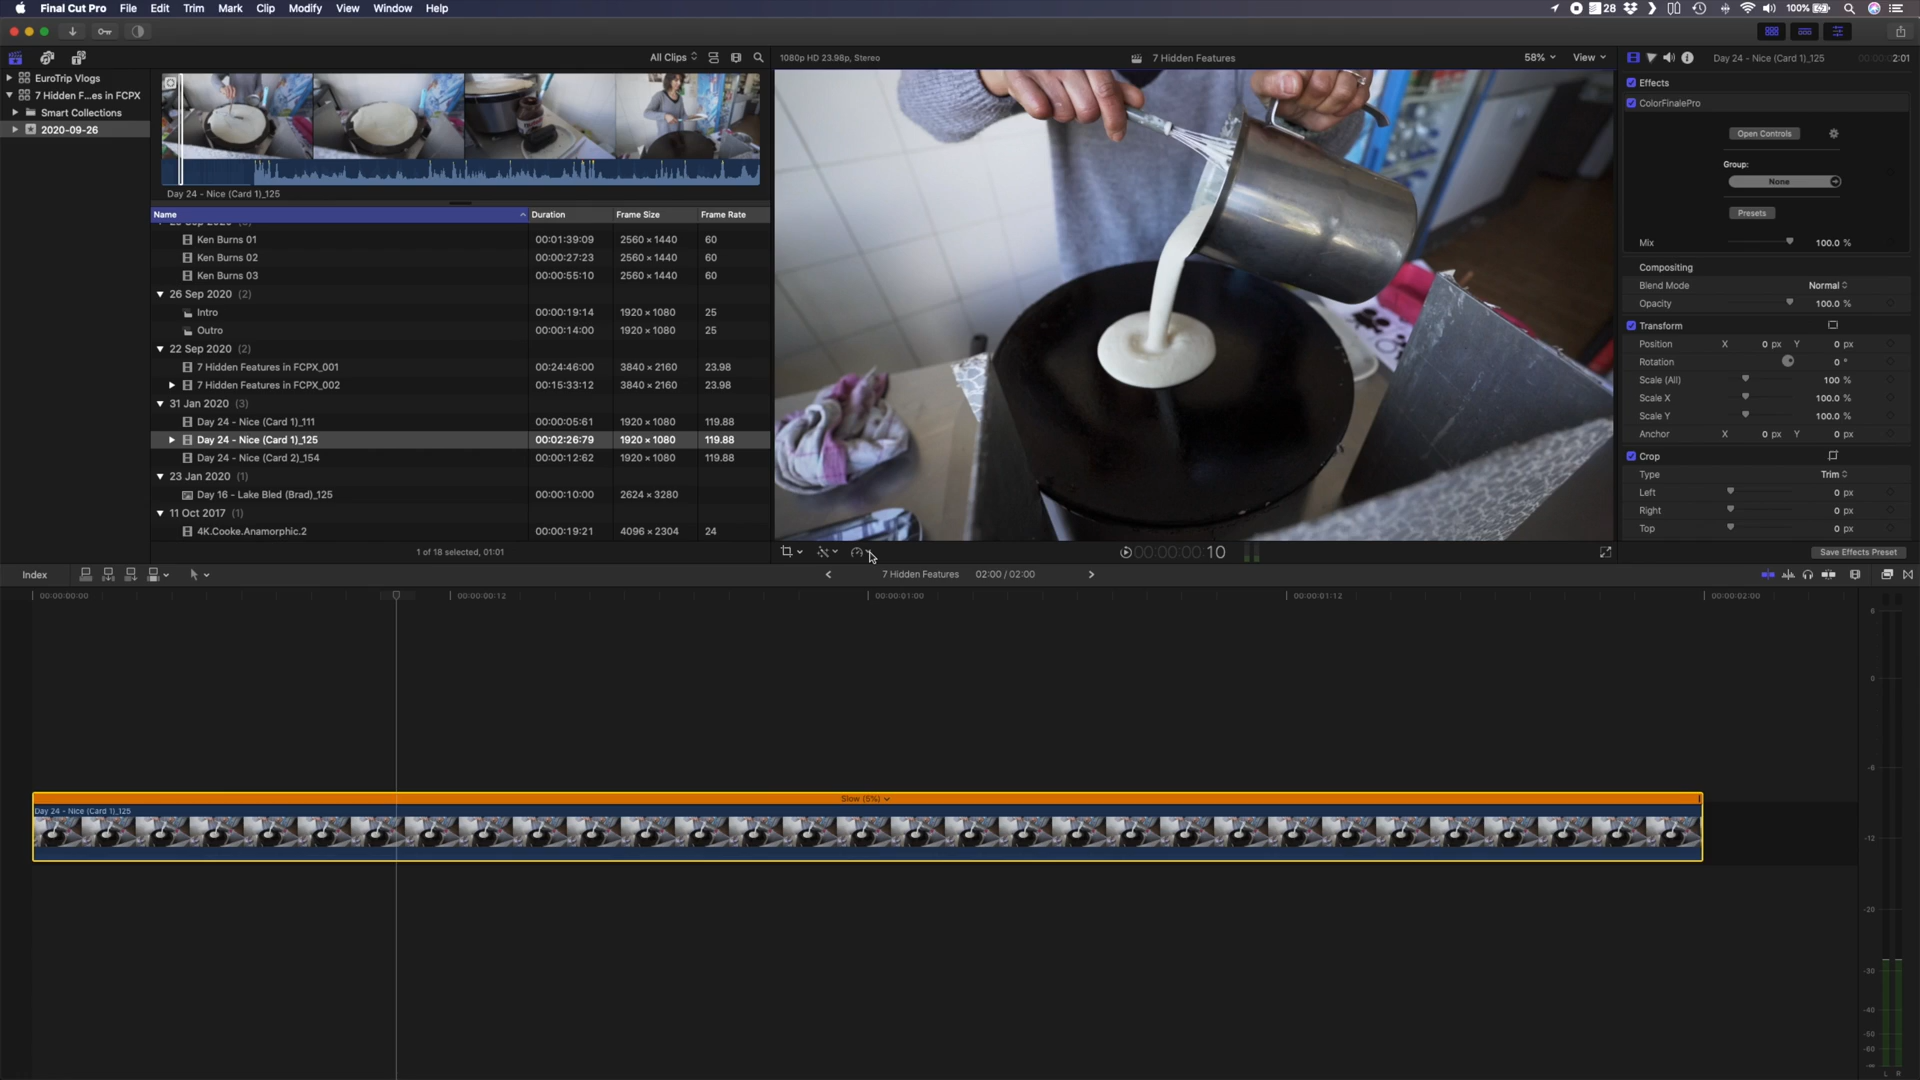 Final Cut Pro File Edit Trim Mark Clip Modify View Window Help 28 100%
All Clips 1080p HD 23.98p, Stereo 7 Hidden Features 58% View Day 24 - Nice (Card 1)_125 2:01
EuroTrip Vlogs
7 Hidden F...es in FCPX
Smart Collections
2020-09-26
Day 24 - Nice (Card 1)_125
Name Duration Frame Size Frame Rate
Ken Burns 01 00:01:39:09 2560 × 1440 60
Ken Burns 02 00:00:27:23 2560 × 1440 60
Ken Burns 03 00:00:55:10 2560 × 1440 60
26 Sep 2020 (2)
Intro 00:00:19:14 1920 × 1080 25
Outro 00:00:14:00 1920 × 1080 25
22 Sep 2020 (2)
7 Hidden Features in FCPX_001 00:24:46:00 3840 × 2160 23.98
7 Hidden Features in FCPX_002 00:15:33:12 3840 × 2160 23.98
31 Jan 2020 (3)
Day 24 - Nice (Card 1)_111 00:00:05:61 1920 × 1080 119.88
Day 24 - Nice (Card 1)_125 00:02:26:79 1920 × 1080 119.88
Day 24 - Nice (Card 2)_154 00:00:12:62 1920 × 1080 119.88
23 Jan 2020 (1)
Day 16 - Lake Bled (Brad)_125 00:00:10:00 2624 × 3280
11 Oct 2017 (1)
4K.Cooke.Anamorphic.2 00:00:19:21 4096 × 2304 24
1 of 18 selected, 01:01
00:00:00:10
Effects
ColorFinalePro
Open Controls
Group:
None
Presets
Mix 100.0 %
Compositing
Blend Mode Normal
Opacity 100.0 %
Transform
Position X 0 px Y 0 px
Rotation 0 °
Scale (All) 100 %
Scale X 100.0 %
Scale Y 100.0 %
Anchor X 0 px Y 0 px
Crop
Type Trim
Left 0 px
Right 0 px
Top 0 px
Save Effects Preset
Index 7 Hidden Features 02:00 / 02:00
00:00:00:00 00:00:00:12 00:00:01:00 00:00:01:12 00:00:02:00
Slow (5%)
Day 24 - Nice (Card 1)_125
6
0
-6
-12
-20
-30
-40
-50
-60
-∞ L R